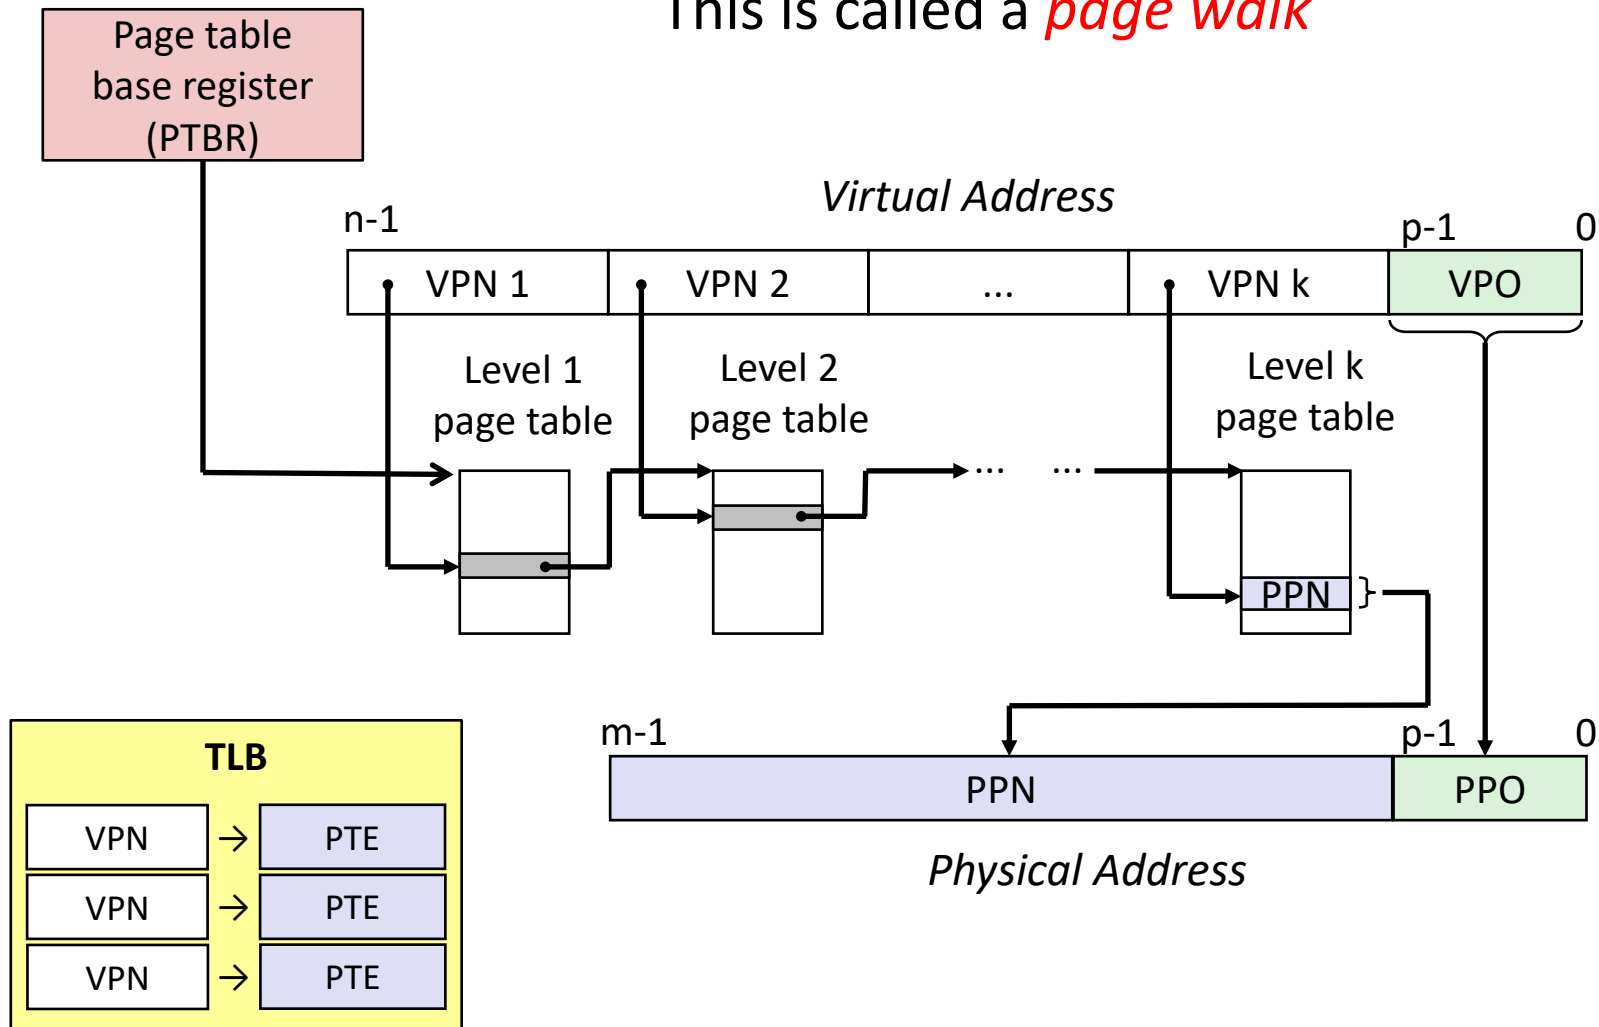 This is called a page walk
Page table
base register
(PTBR)
Virtual Address
n-1
p-1
0
VPN 1
VPN 2
...
VPN k
VPO
Level 1
page table
Level 2
page table
Level k
page table
...
...
PPN
m-1
p-1
0
PPN
PPO
Physical Address
TLB
VPN → PTE
VPN → PTE
VPN → PTE